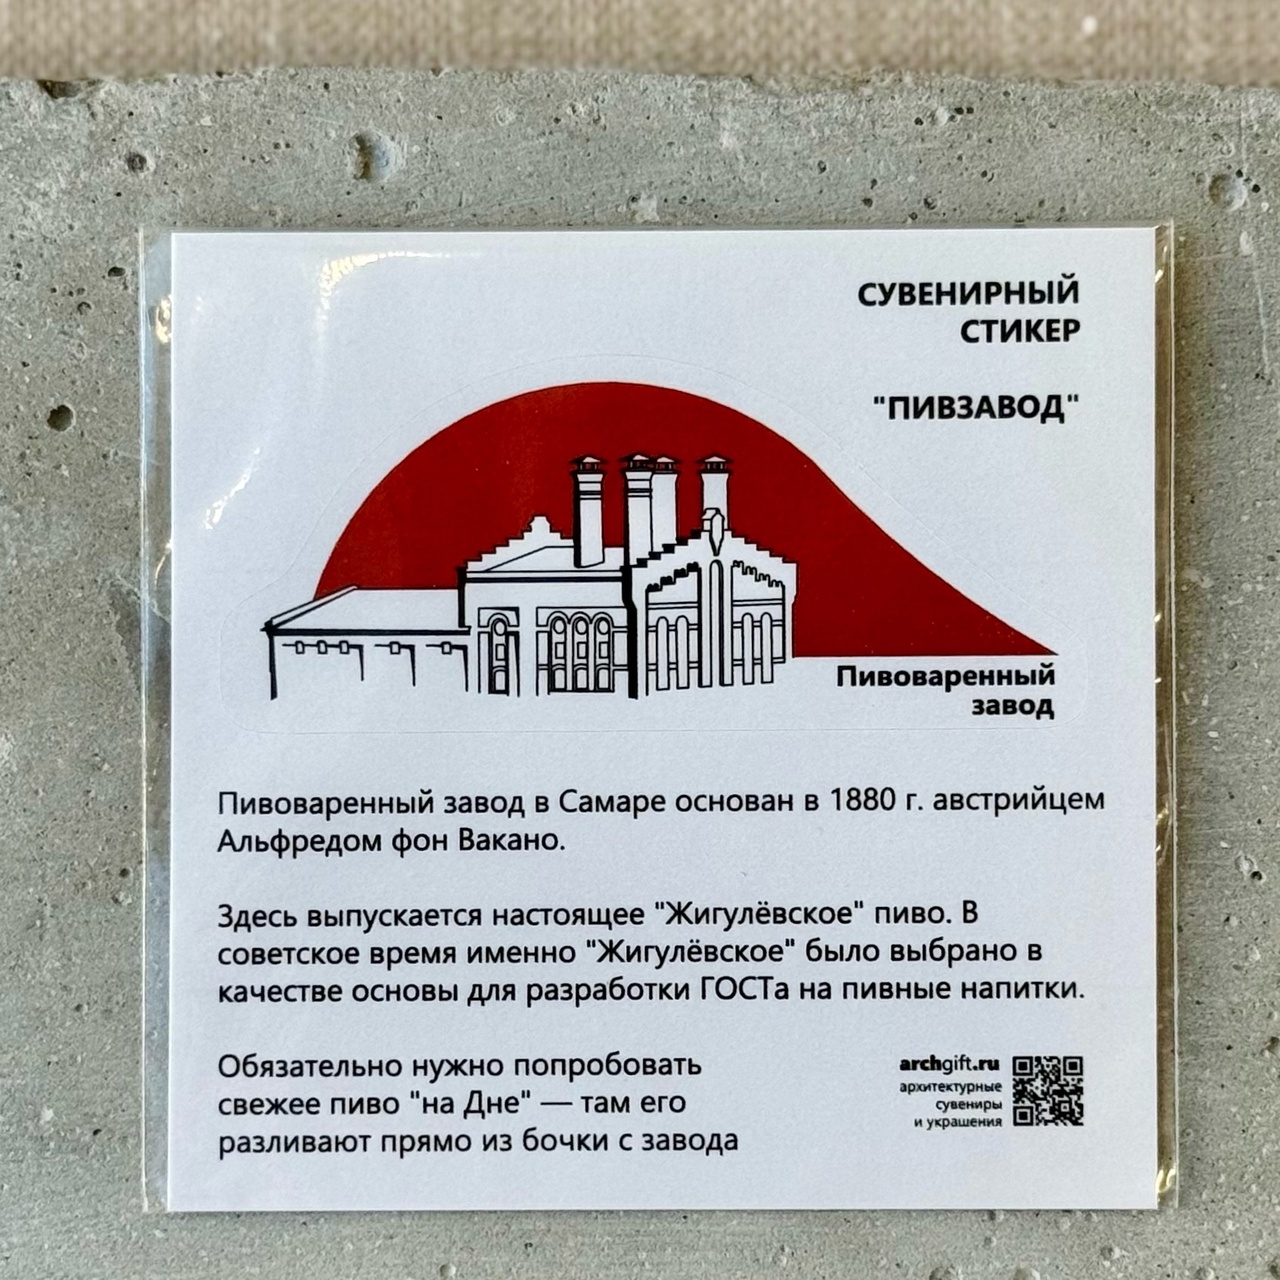 СУВЕНИРНЫЙ
СТИКЕР
"ПИВЗАВОД"
Пивоваренный
завод
Пивоваренный завод в Самаре основан в 1880 г. австрийцем
Альфредом фон Вакано.
Здесь выпускается настоящее "Жигулёвское" пиво. В
советское время именно "Жигулёвское" было выбрано в
качестве основы для разработки ГОСТа на пивные напитки.
Обязательно нужно попробовать
свежее пиво "на Дне" — там его
разливают прямо из бочки с завода
archgift.ru
архитектурные
сувениры
и украшения